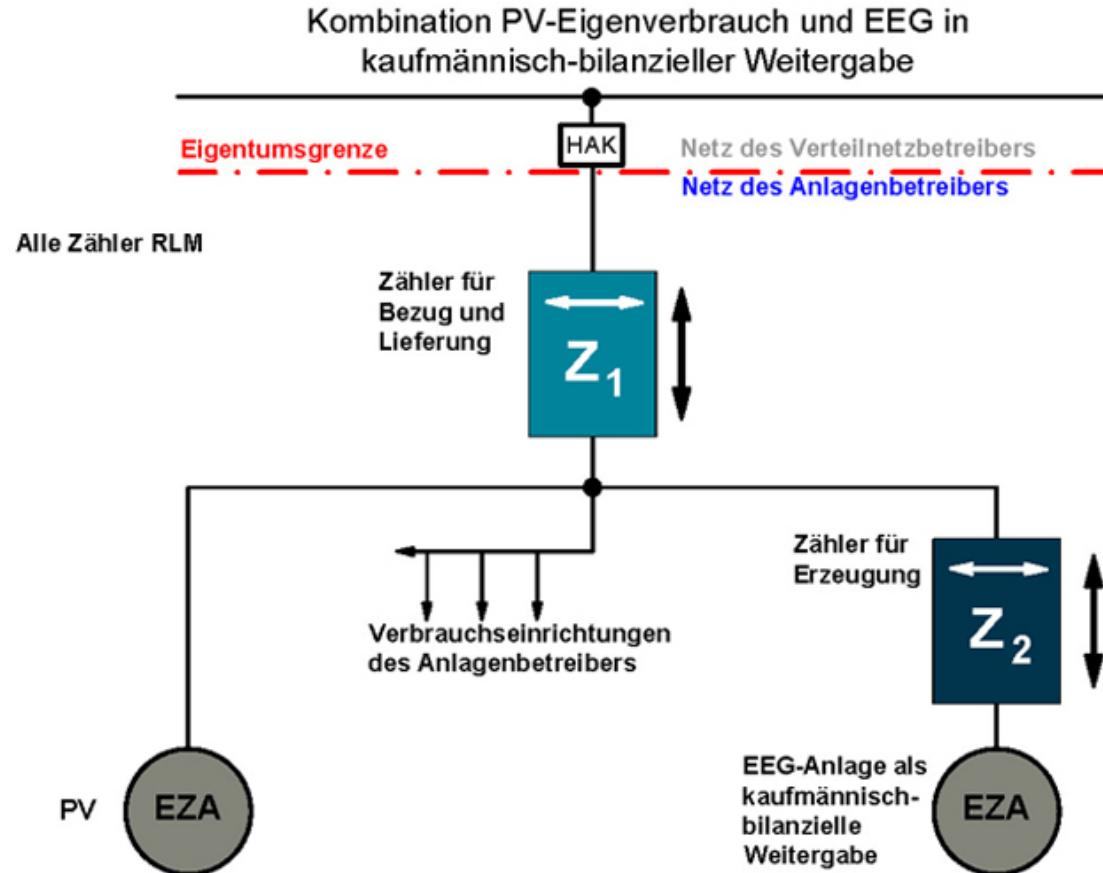 Kombination PV-Eigenverbrauch und EEG in
kaufmännisch-bilanzieller Weitergabe
HAK
Eigentumsgrenze
Netz des Verteilnetzbetreibers
Netz des Anlagenbetreibers
Alle Zähler RLM
Zähler für
Bezug und
Lieferung
Z1
Zähler für
Erzeugung
Z2
Verbrauchseinrichtungen
des Anlagenbetreibers
PV
EZA
EEG-Anlage als
kaufmännisch-
bilanzielle
Weitergabe
EZA